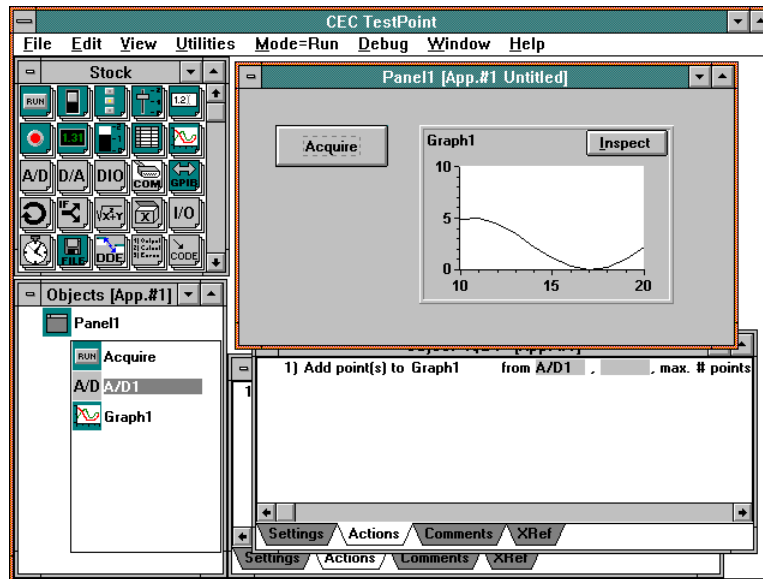 CEC TestPoint
File Edit View Utilities Mode=Run Debug Window Help
Stock
RUN
1.31
A/D D/A DIO COM GPIB
IF √X+Y X I/O
FILE DDE CODE
Panel1 [App.#1 Untitled]
Acquire
Graph1
Inspect
10
5
0
10 15 20
Objects [App.#1]
Panel1
RUN Acquire
A/D A/D1
Graph1
1) Add point(s) to Graph1 from A/D1 , , max. # points
1
Settings Actions Comments XRef
Settings Actions Comments XRef